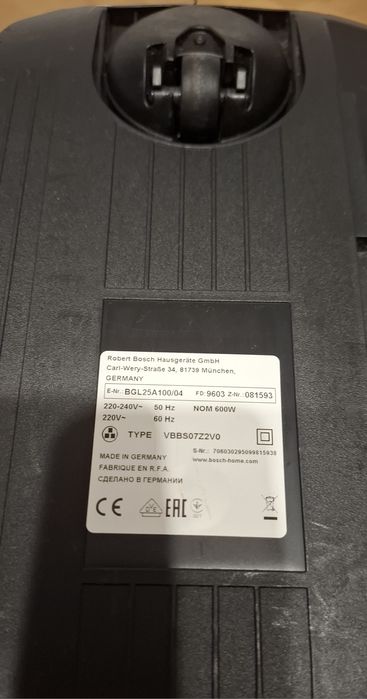 Robert Bosch Hausgeräte GmbH
Carl-Wery-Straße 34, 81739 München,
GERMANY
E-Nr.: BGL25A100/04 FD: 9603 Z-Nr.: 081593
220-240V~ 50 Hz NOM 600W
220V~ 60 Hz
TYPE VBBS07Z2V0
S-Nr.: 706030295099815938
MADE IN GERMANY www.bosch-home.com
FABRIQUE EN R.F.A.
СДЕЛАНО В ГЕРМАНИИ
CE EAC